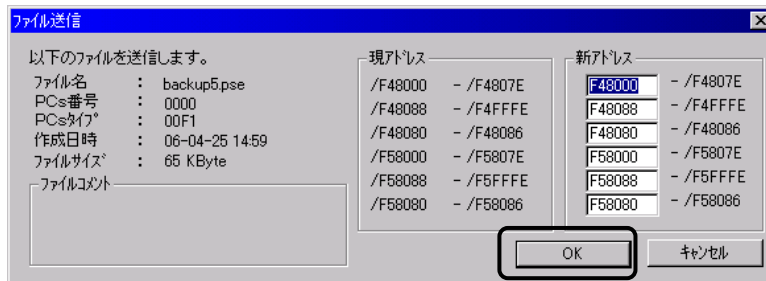 ファイル送信
以下のファイルを送信します。
ファイル名 : backup5.pse
PCs番号 : 0000
PCsタイプ : 00F1
作成日時 : 06-04-25 14:59
ファイルサイズ : 65 KByte
ファイルコメント
現アドレス
/F48000 - /F4807E
/F48088 - /F4FFFE
/F48080 - /F48086
/F58000 - /F5807E
/F58088 - /F5FFFE
/F58080 - /F58086
新アドレス
F48000 - /F4807E
F48088 - /F4FFFE
F48080 - /F48086
F58000 - /F5807E
F58088 - /F5FFFE
F58080 - /F58086
OK
キャンセル